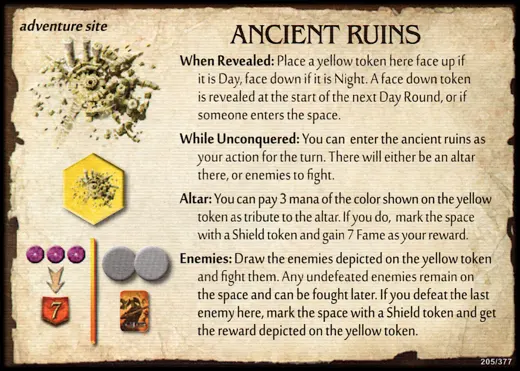 adventure site
ANCIENT RUINS
When Revealed: Place a yellow token here face up if
it is Day, face down if it is Night. A face down token
is revealed at the start of the next Day Round, or if
someone enters the space.
While Unconquered: You can enter the ancient ruins as
your action for the turn. There will either be an altar
there, or enemies to fight.
Altar: You can pay 3 mana of the color shown on the yellow
token as tribute to the altar. If you do, mark the space
with a Shield token and gain 7 Fame as your reward.
Enemies: Draw the enemies depicted on the yellow token
and fight them. Any undefeated enemies remain on
the space and can be fought later. If you defeat the last
enemy here, mark the space with a Shield token and get
the reward depicted on the yellow token.
7
205/377